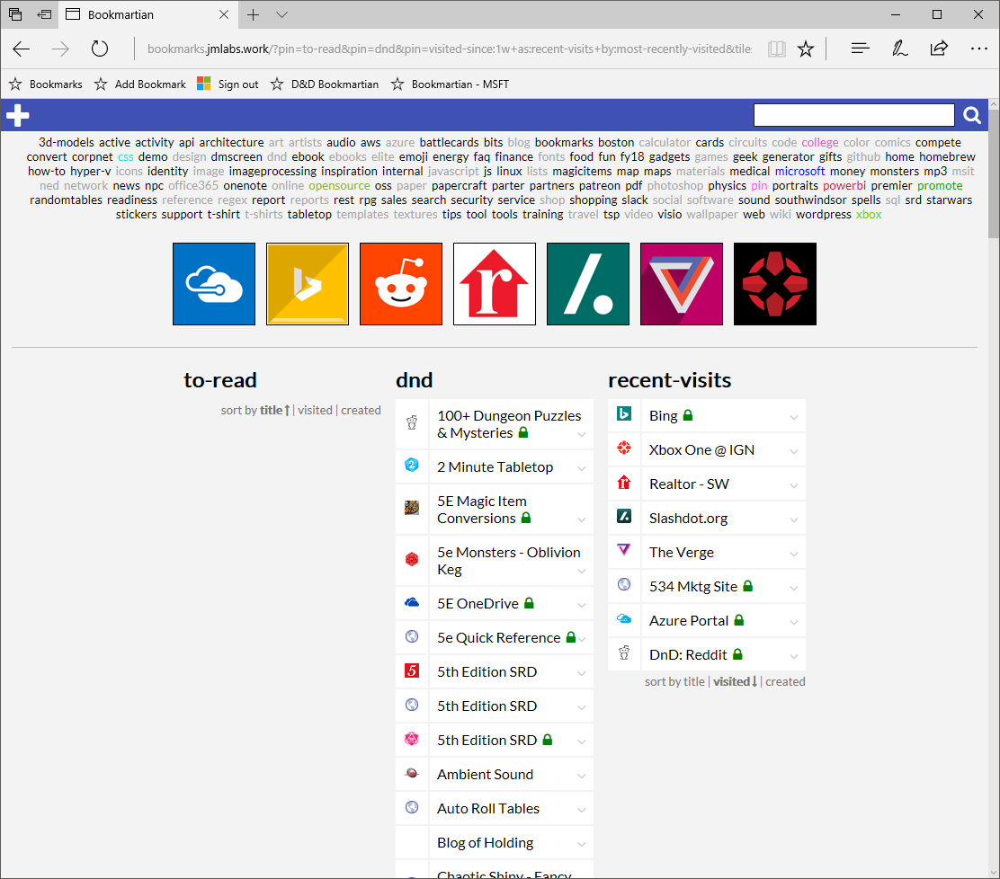 Bookmartian
bookmarks.jmlabs.work/?pin=to-read&pin=dnd&pin=visited-since:1w+as:recent-visits+by:most-recently-visited&tile
Bookmarks Add Bookmark Sign out D&D Bookmartian Bookmartian - MSFT
3d-models active activity api architecture art artists audio aws azure battlecards bits blog bookmarks boston calculator cards circuits code college color comics compete
convert corpnet css demo design dmscreen dnd ebook ebooks elite emoji energy faq finance fonts food fun fy18 gadgets games geek generator gifts github home homebrew
how-to hyper-v icons identity image imageprocessing inspiration internal javascript js linux lists magicitems map maps materials medical microsoft money monsters mp3 msit
ned network news npc office365 onenote online opensource oss paper papercraft parter partners patreon pdf photoshop physics pin portraits powerbi premier promote
randomtables readiness reference regex report reports rest rpg sales search security service shop shopping slack social software sound southwindsor spells sql srd starwars
stickers support t-shirt t-shirts tabletop templates textures tips tool tools training travel tsp video visio wallpaper web wiki wordpress xbox
to-read
sort by title | visited | created
dnd
100+ Dungeon Puzzles
& Mysteries
2 Minute Tabletop
5E Magic Item
Conversions
5e Monsters - Oblivion
Keg
5E OneDrive
5e Quick Reference
5th Edition SRD
5th Edition SRD
5th Edition SRD
Ambient Sound
Auto Roll Tables
Blog of Holding
Chaotic Shiny - Fancy
recent-visits
Bing
Xbox One @ IGN
Realtor - SW
Slashdot.org
The Verge
534 Mktg Site
Azure Portal
DnD: Reddit
sort by title | visited | created